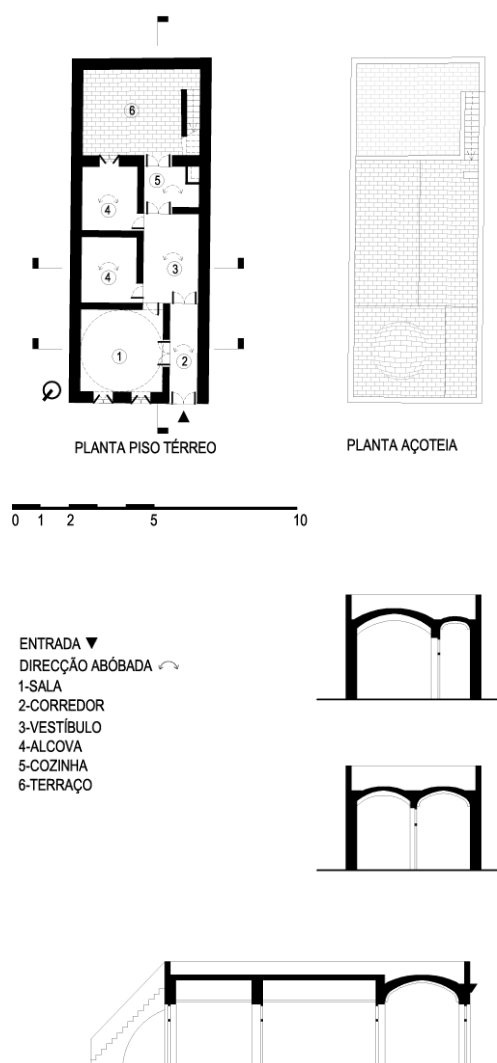 6
5
4
3
4
1
2
PLANTA PISO TÉRREO
PLANTA AÇOTEIA
0 1 2 5 10
ENTRADA ▼
DIRECÇÃO ABÓBADA
1-SALA
2-CORREDOR
3-VESTÍBULO
4-ALCOVA
5-COZINHA
6-TERRAÇO